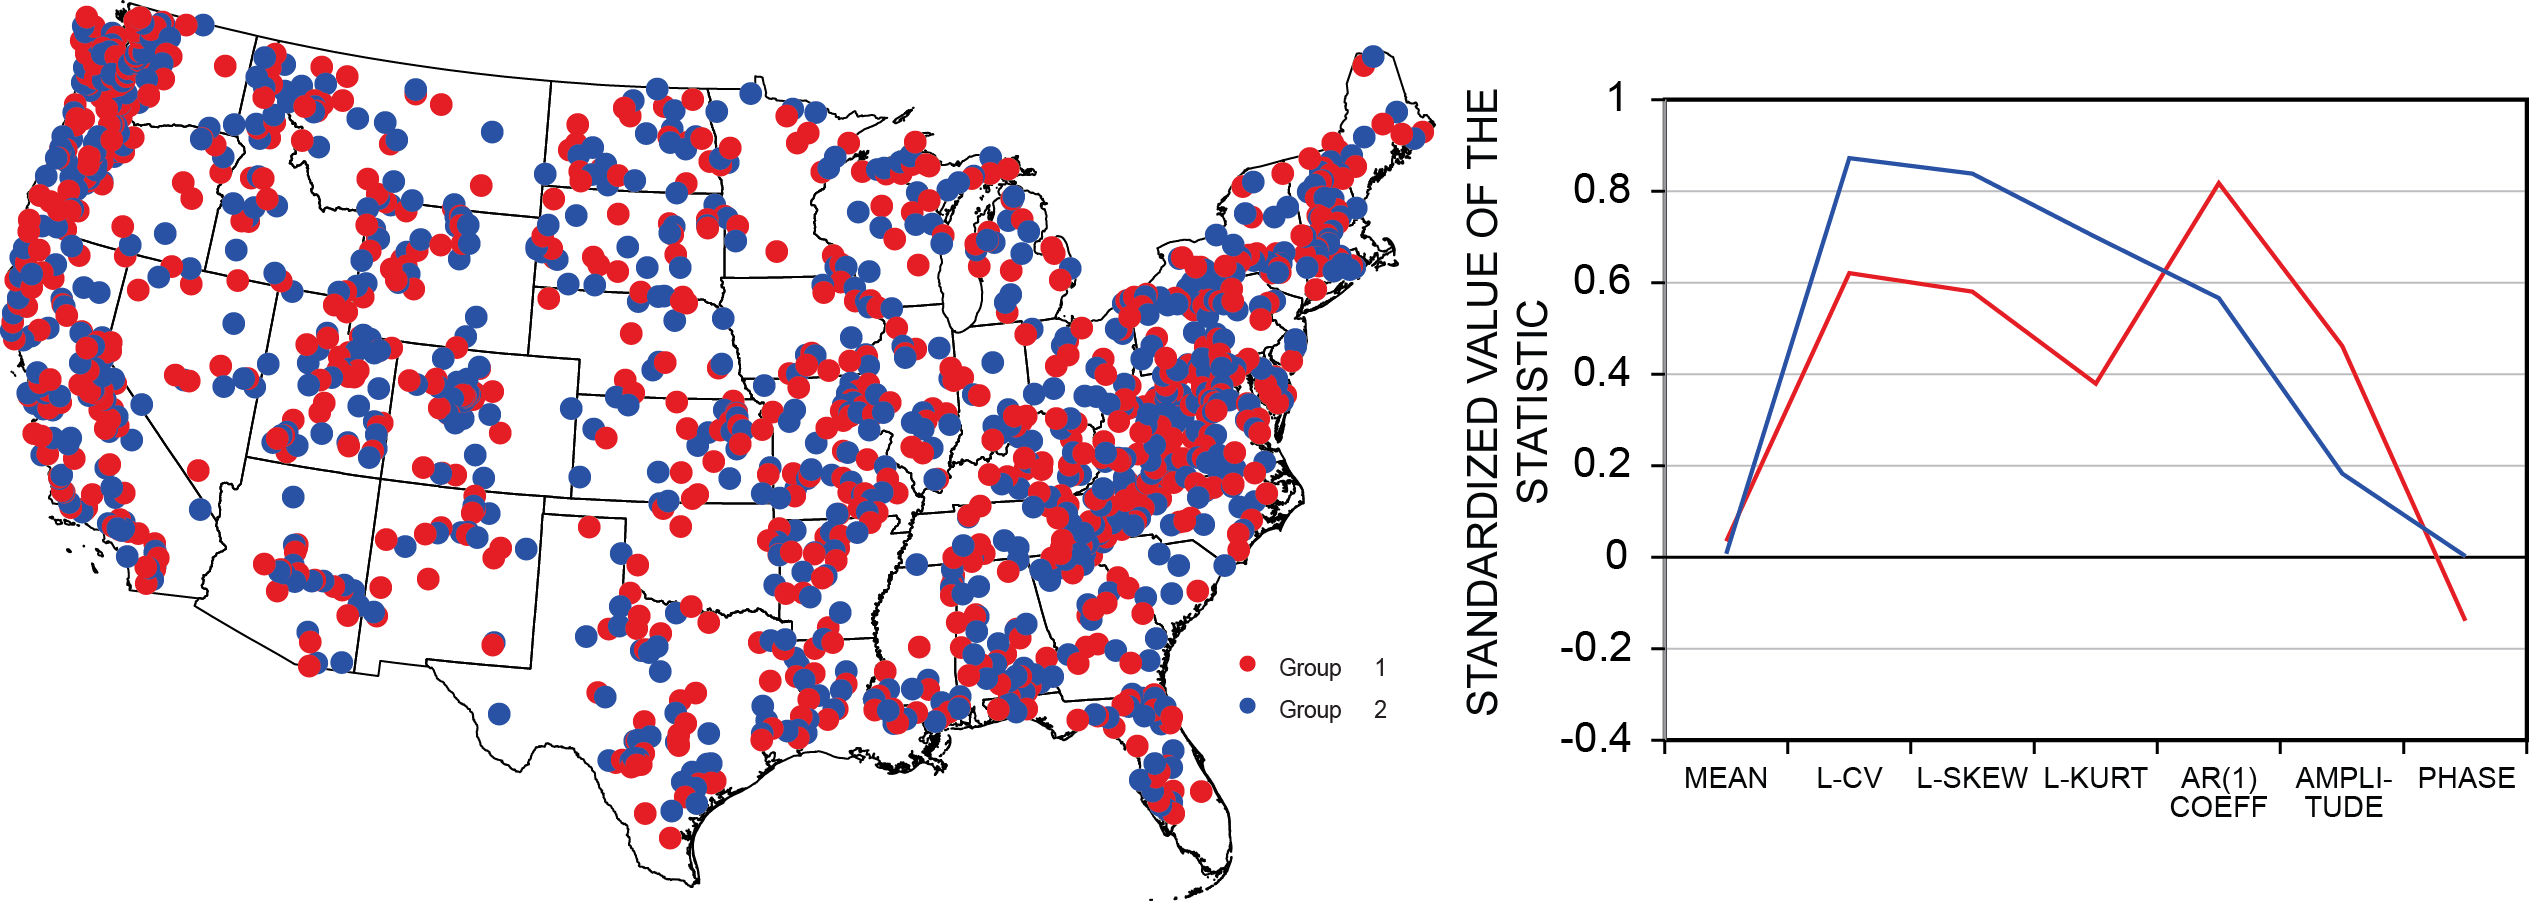 Group 1
Group 2
STANDARDIZED VALUE OF THE
STATISTIC
1
0.8
0.6
0.4
0.2
0
-0.2
-0.4
MEAN L-CV L-SKEW L-KURT AR(1) AMPLI- PHASE
COEFF TUDE